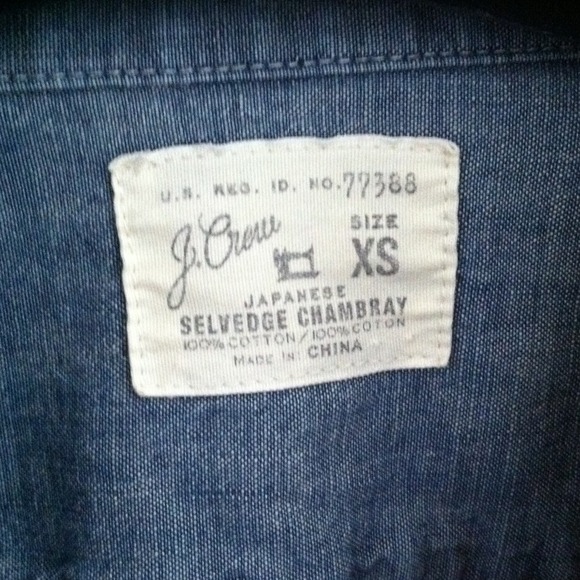 U.S. REG. ID. NO. 77388
J.Crew
SIZE
XS
JAPANESE
SELVEDGE CHAMBRAY
100% COTTON / 100% COTON
MADE IN CHINA